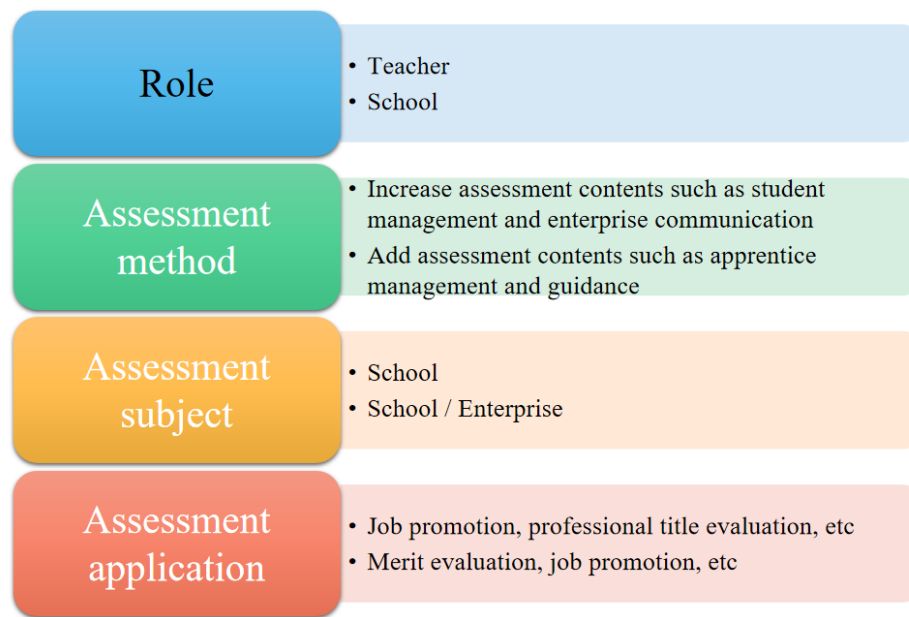 Role
• Teacher
• School
Assessment
method
• Increase assessment contents such as student
management and enterprise communication
• Add assessment contents such as apprentice
management and guidance
Assessment
subject
• School
• School / Enterprise
Assessment
application
• Job promotion, professional title evaluation, etc
• Merit evaluation, job promotion, etc